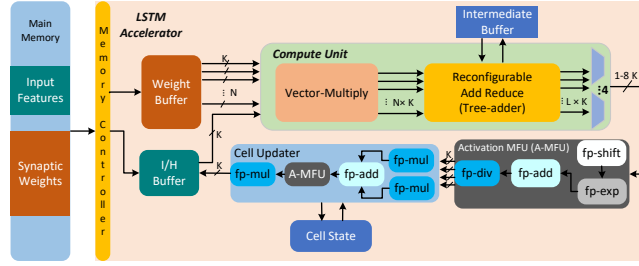 Main
Memory
Input
Features
Synaptic
Weights
Memory Controller
LSTM
Accelerator
Weight
Buffer
I/H
Buffer
K
⋮ N
K
K
Compute Unit
Vector-Multiply
⋮ N× K
Intermediate
Buffer
Reconfigurable
Add Reduce
(Tree-adder)
⋮ L × K
⋮4
1-8 K
Cell Updater
fp-mul
A-MFU
fp-add
fp-mul
fp-mul
Cell State
K
Activation MFU (A-MFU)
fp-div
fp-add
fp-shift
fp-exp